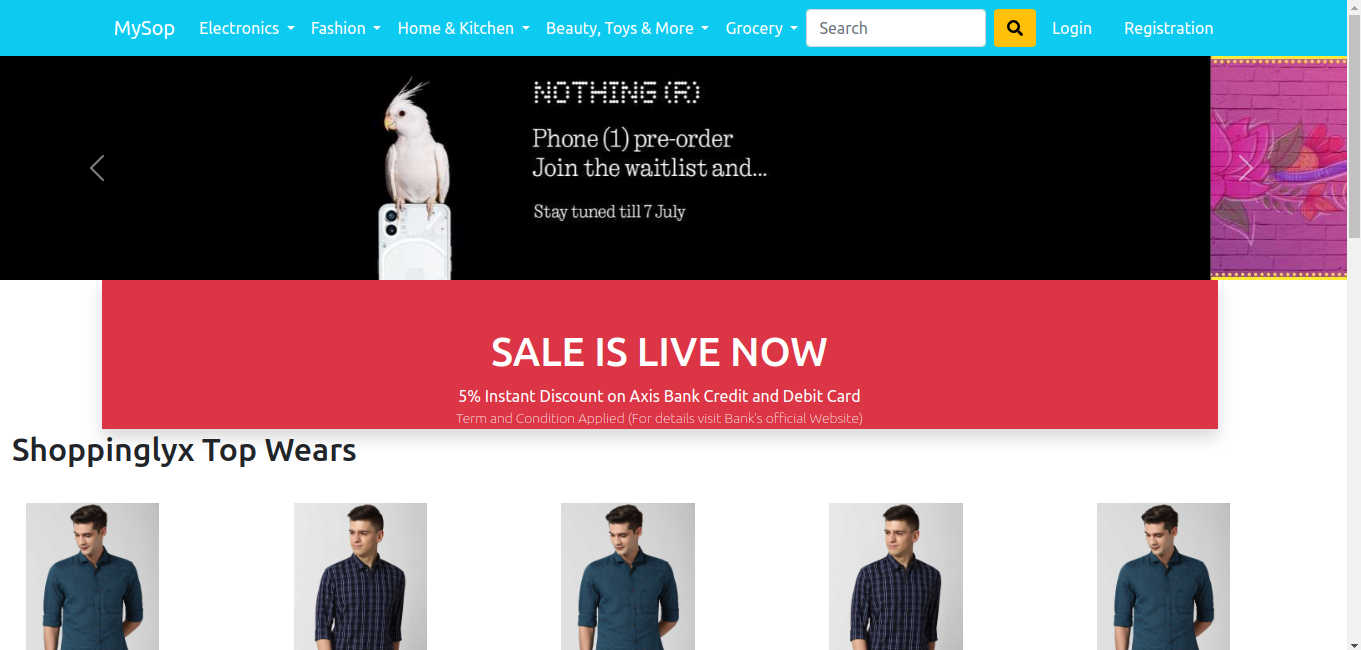 MySop Electronics Fashion Home & Kitchen Beauty, Toys & More Grocery Search Login Registration
NOTHING (R)
Phone (1) pre-order
Join the waitlist and...
Stay tuned till 7 July
SALE IS LIVE NOW
5% Instant Discount on Axis Bank Credit and Debit Card
Term and Condition Applied (For details visit Bank's official Website)
Shoppinglyx Top Wears